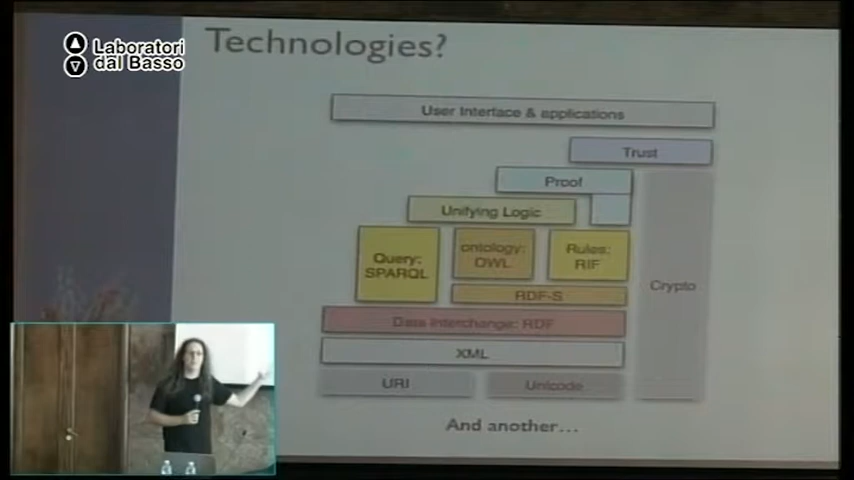 Laboratori
dal Basso
Technologies?
User Interface & applications
Trust
Proof
Unifying Logic
Query:
SPARQL
ontology:
OWL
Rules:
RIF
RDF-S
Crypto
Data interchange: RDF
XML
URI
Unicode
And another...